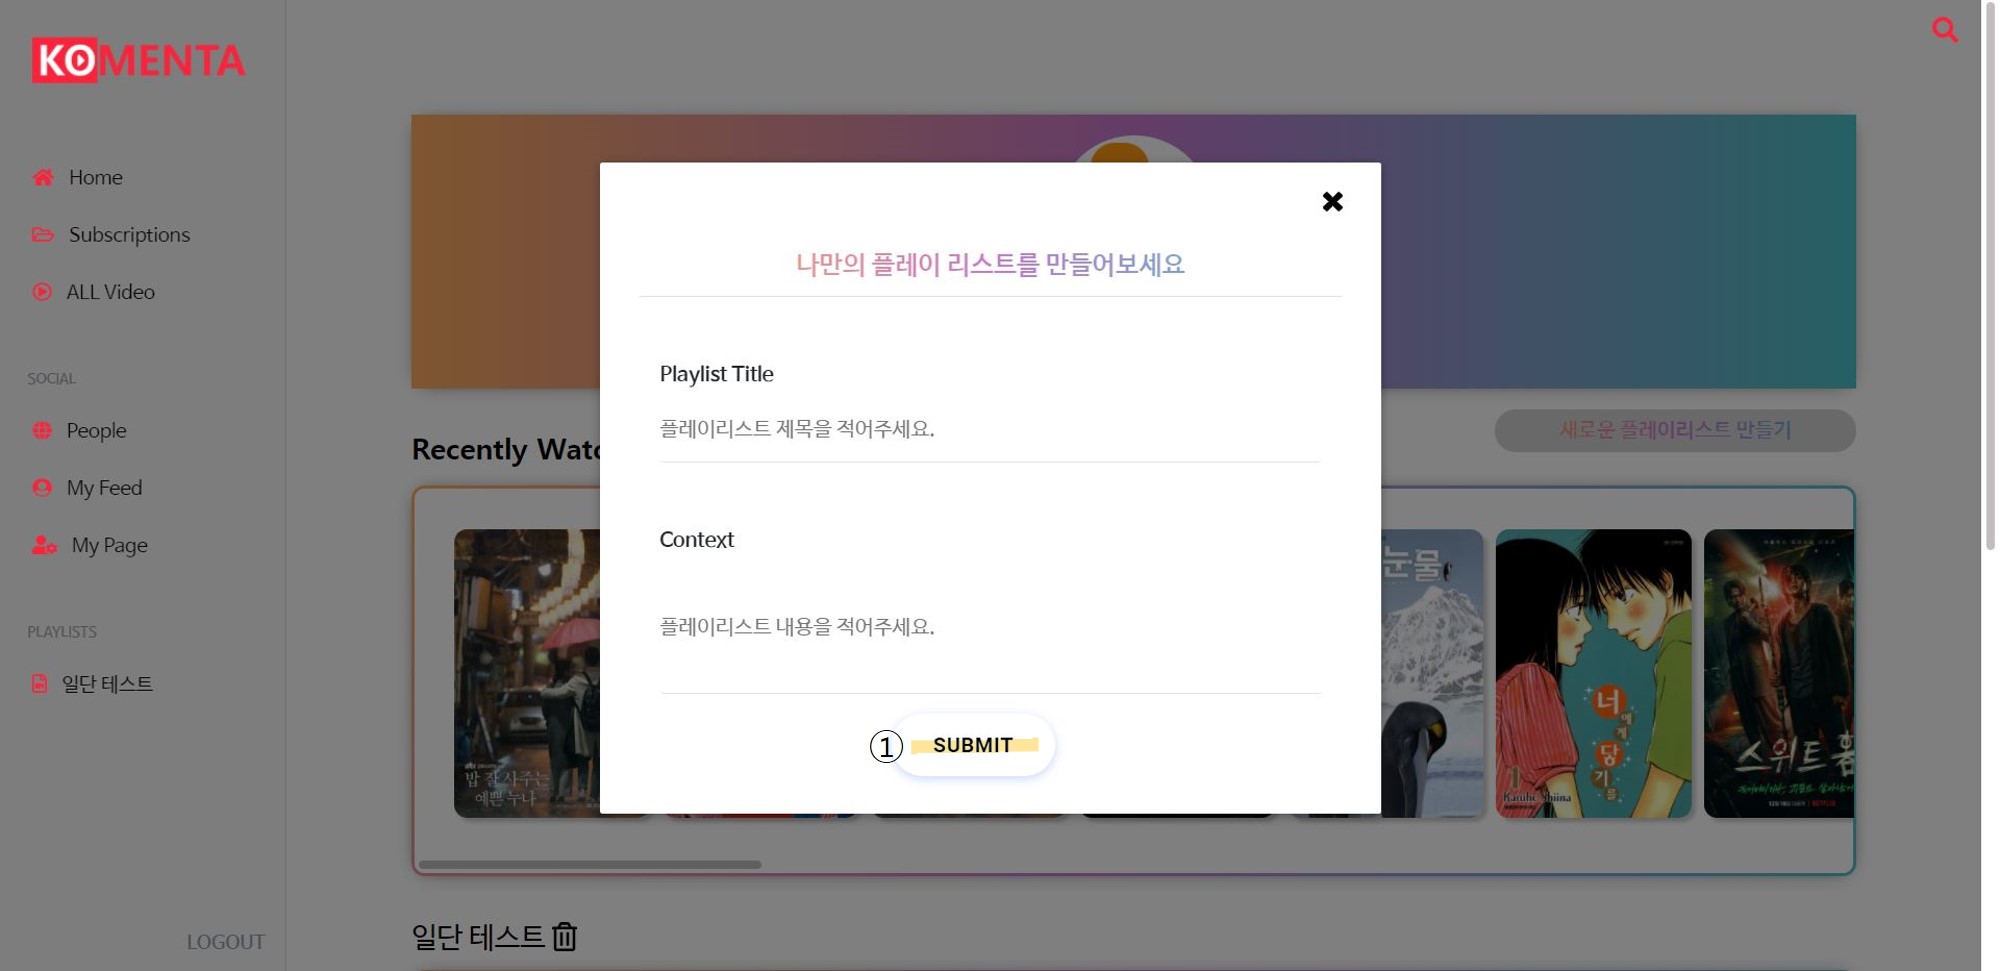 KOMENTA
Home
Subscriptions
ALL Video
SOCIAL
People
My Feed
My Page
PLAYLISTS
일단 테스트
LOGOUT
나만의 플레이 리스트를 만들어보세요
Playlist Title
플레이리스트 제목을 적어주세요.
Context
플레이리스트 내용을 적어주세요.
① SUBMIT
새로운 플레이리스트 만들기
Recently Watc
밥 잘 사주는
예쁜 누나
눈물
너에게 닿기를
1
Karuho Shiina
스위트홈
NETFLIX
일단 테스트